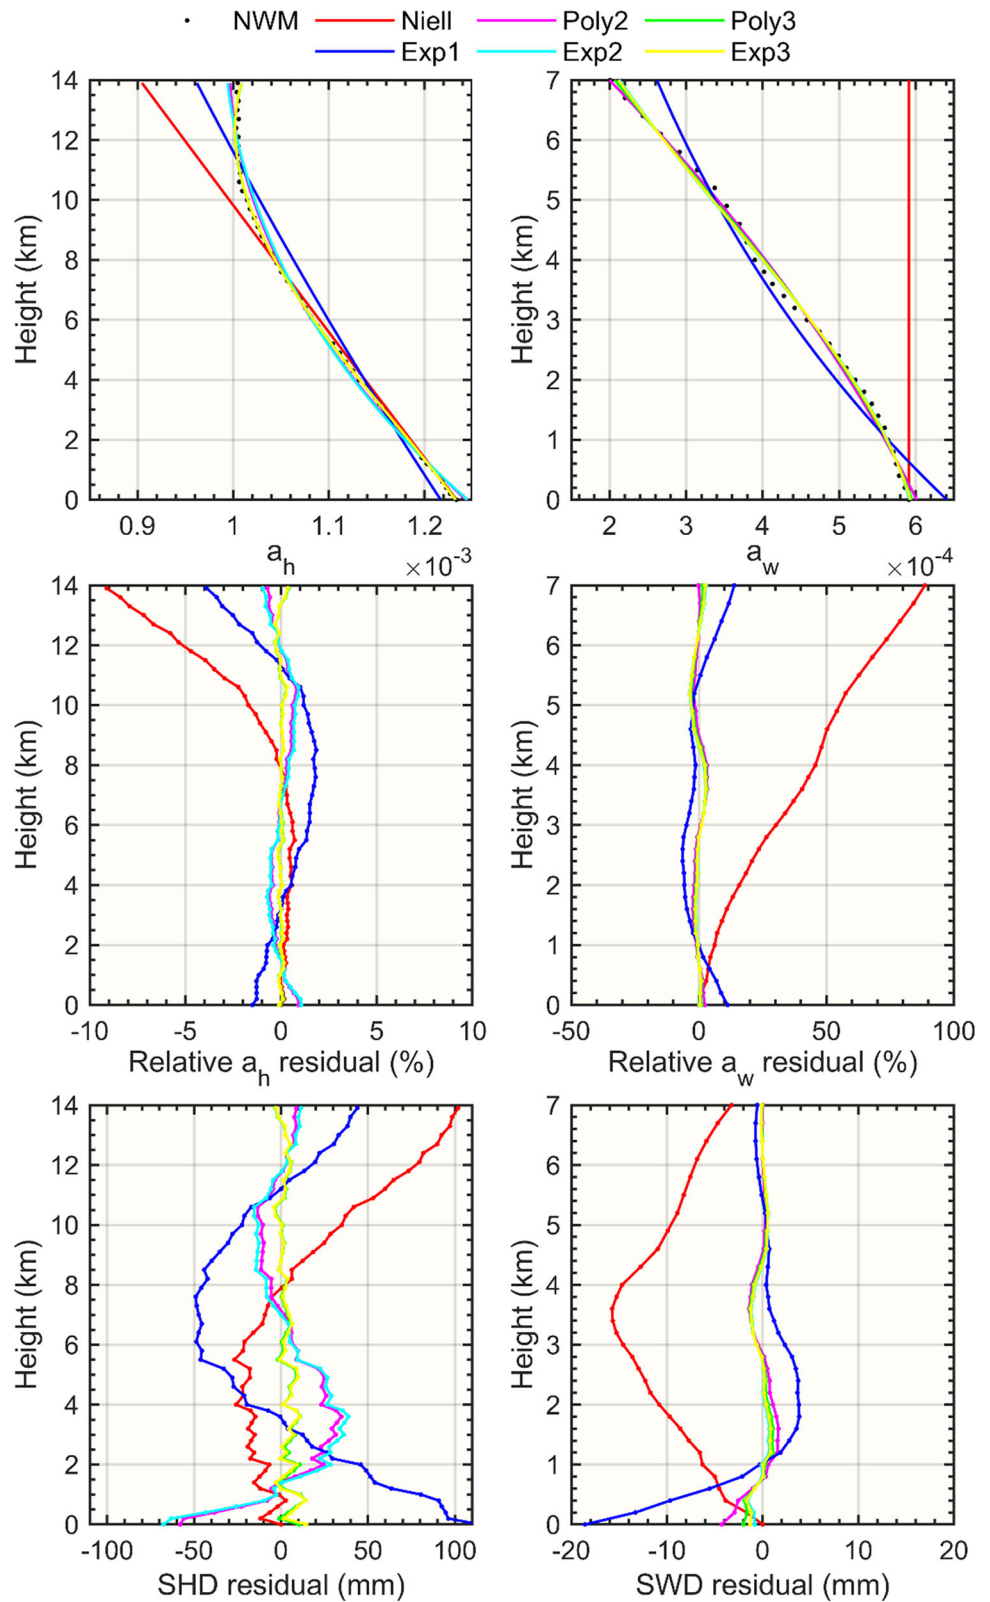 NWM Niell Poly2 Poly3
Exp1 Exp2 Exp3
14 12 10 8 6 4 2 0
Height (km)
0.9 1 1.1 1.2
a_h ×10^-3
7 6 5 4 3 2 1 0
Height (km)
2 3 4 5 6
a_w ×10^-4
14 12 10 8 6 4 2 0
Height (km)
-10 -5 0 5 10
Relative a_h residual (%)
7 6 5 4 3 2 1 0
Height (km)
-50 0 50 100
Relative a_w residual (%)
14 12 10 8 6 4 2 0
Height (km)
-100 -50 0 50 100
SHD residual (mm)
7 6 5 4 3 2 1 0
Height (km)
-20 -10 0 10 20
SWD residual (mm)